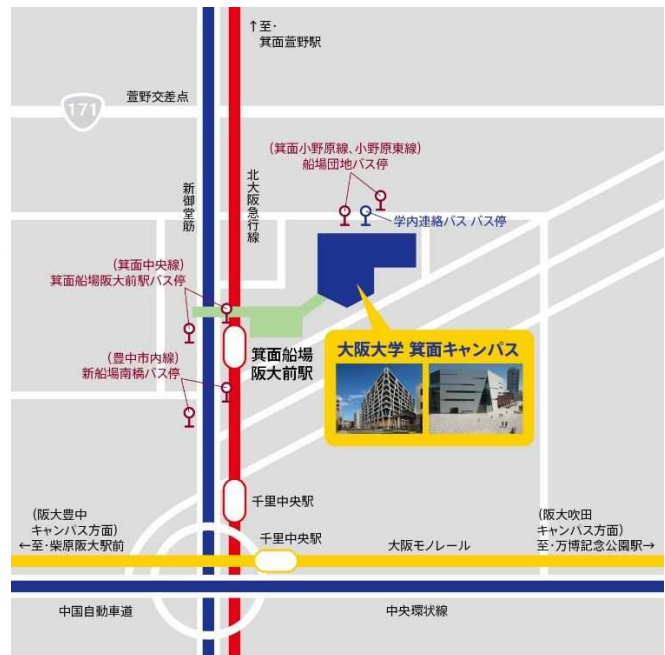 ↑至・
箕面萱野駅
171
萱野交差点
(箕面小野原線、小野原東線)
船場団地バス停
学内連絡バス バス停
新御堂筋
北大阪急行線
(箕面中央線)
箕面船場阪大前駅バス停
箕面船場
阪大前駅
大阪大学 箕面キャンパス
(豊中市内線)
新船場南橋バス停
千里中央駅
(阪大豊中
キャンパス方面)
←至・柴原阪大駅前
千里中央駅
大阪モノレール
(阪大吹田
キャンパス方面)
至・万博記念公園駅→
中国自動車道
中央環状線